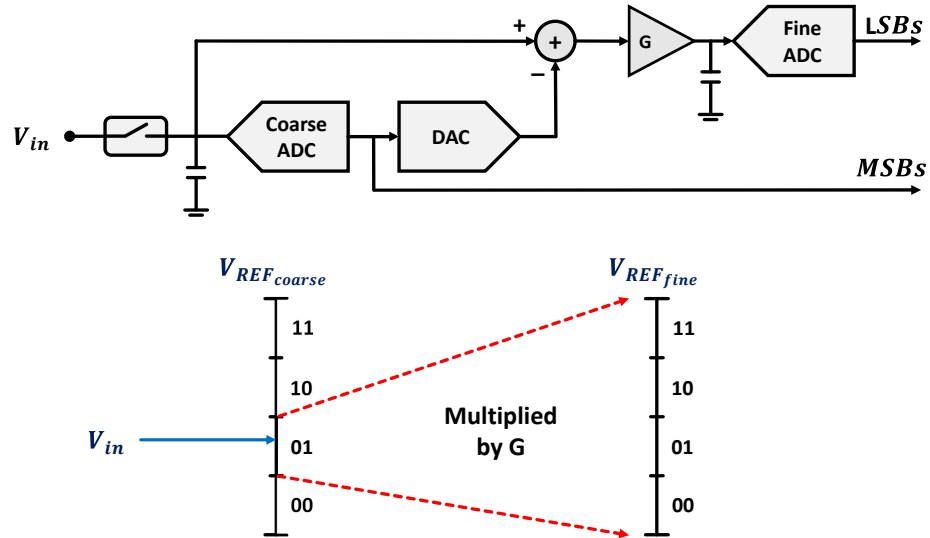 +
+
−
G
Fine
ADC
LSBs
V_in
Coarse
ADC
DAC
MSBs
V_REF_coarse
V_REF_fine
11
11
10
10
Multiplied
by G
V_in
01
01
00
00